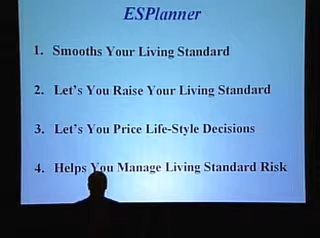 ESPlanner
1. Smooths Your Living Standard
2. Let's You Raise Your Living Standard
3. Let's You Price Life-Style Decisions
4. Helps You Manage Living Standard Risk